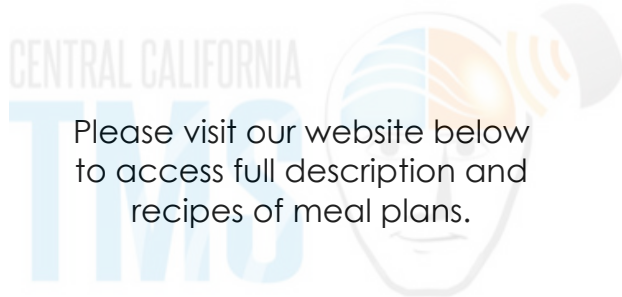 CENTRAL CALIFORNIA
TMS
Please visit our website below
to access full description and
recipes of meal plans.